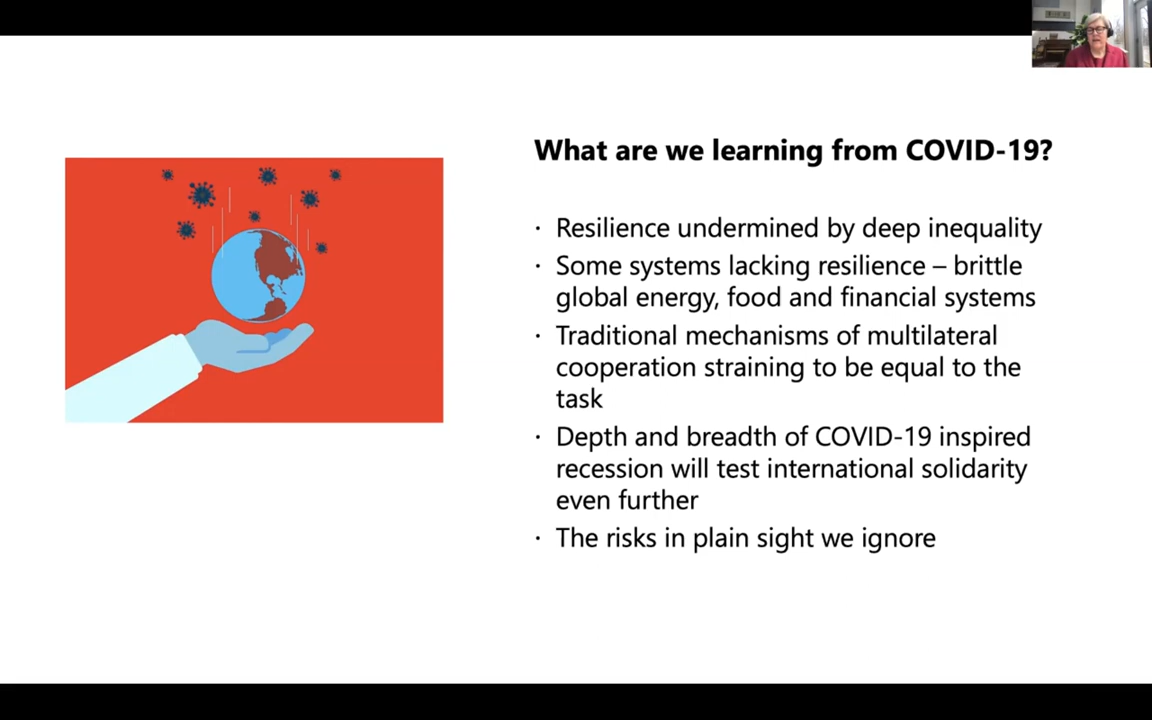 What are we learning from COVID-19?
· Resilience undermined by deep inequality
· Some systems lacking resilience – brittle
global energy, food and financial systems
· Traditional mechanisms of multilateral
cooperation straining to be equal to the
task
· Depth and breadth of COVID-19 inspired
recession will test international solidarity
even further
· The risks in plain sight we ignore